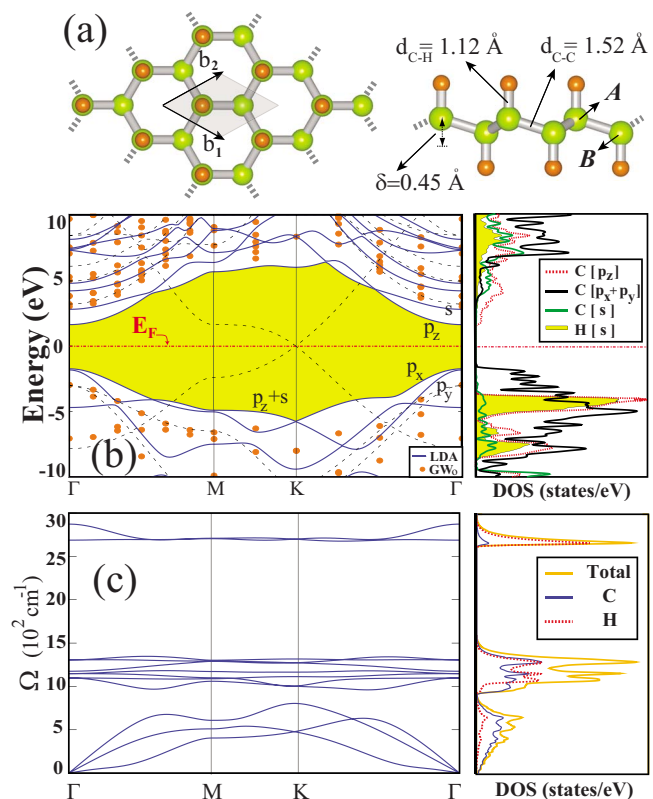 (a)
b2
b1
dC-H= 1.12 Å
dC-C= 1.52 Å
A
B
δ=0.45 Å
10
5
0
-5
-10
Energy (eV)
EF
s
pz
px
py
pz+s
(b)
LDA
GW0
Γ
M
K
Γ
C [pz]
C [px+py]
C [s]
H [s]
DOS (states/eV)
30
25
20
15
10
5
0
Ω (10² cm⁻¹)
(c)
Γ
M
K
Γ
Total
C
H
DOS (states/eV)